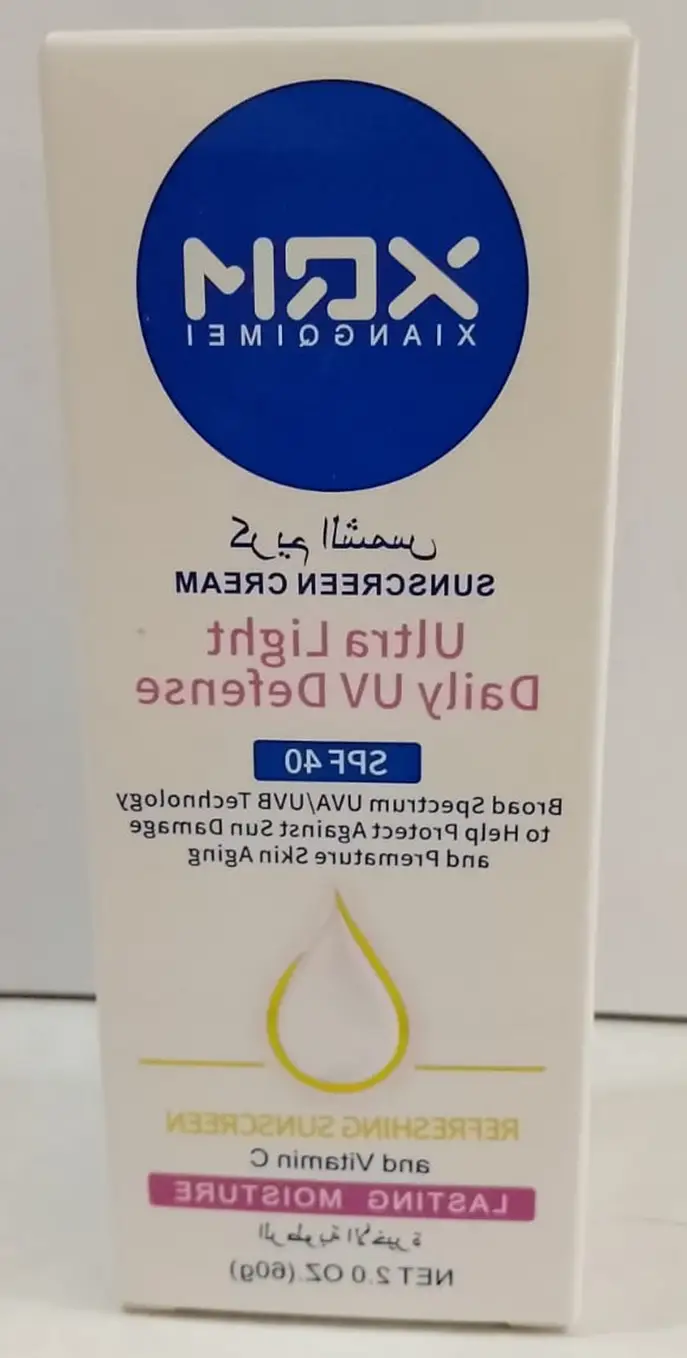 XQM
XIANGQIMEI
كريم الشمس
SUNSCREEN CREAM
Ultra Light
Daily UV Defense
SPF 40
Broad Spectrum UVA/UVB Technology
to Help Protect Against Sun Damage
and Premature Skin Aging
REFRESHING SUNSCREEN
and Vitamin C
LASTING MOISTURE
الرطوبة الأخيرة
NET 2.0 OZ.(60g)